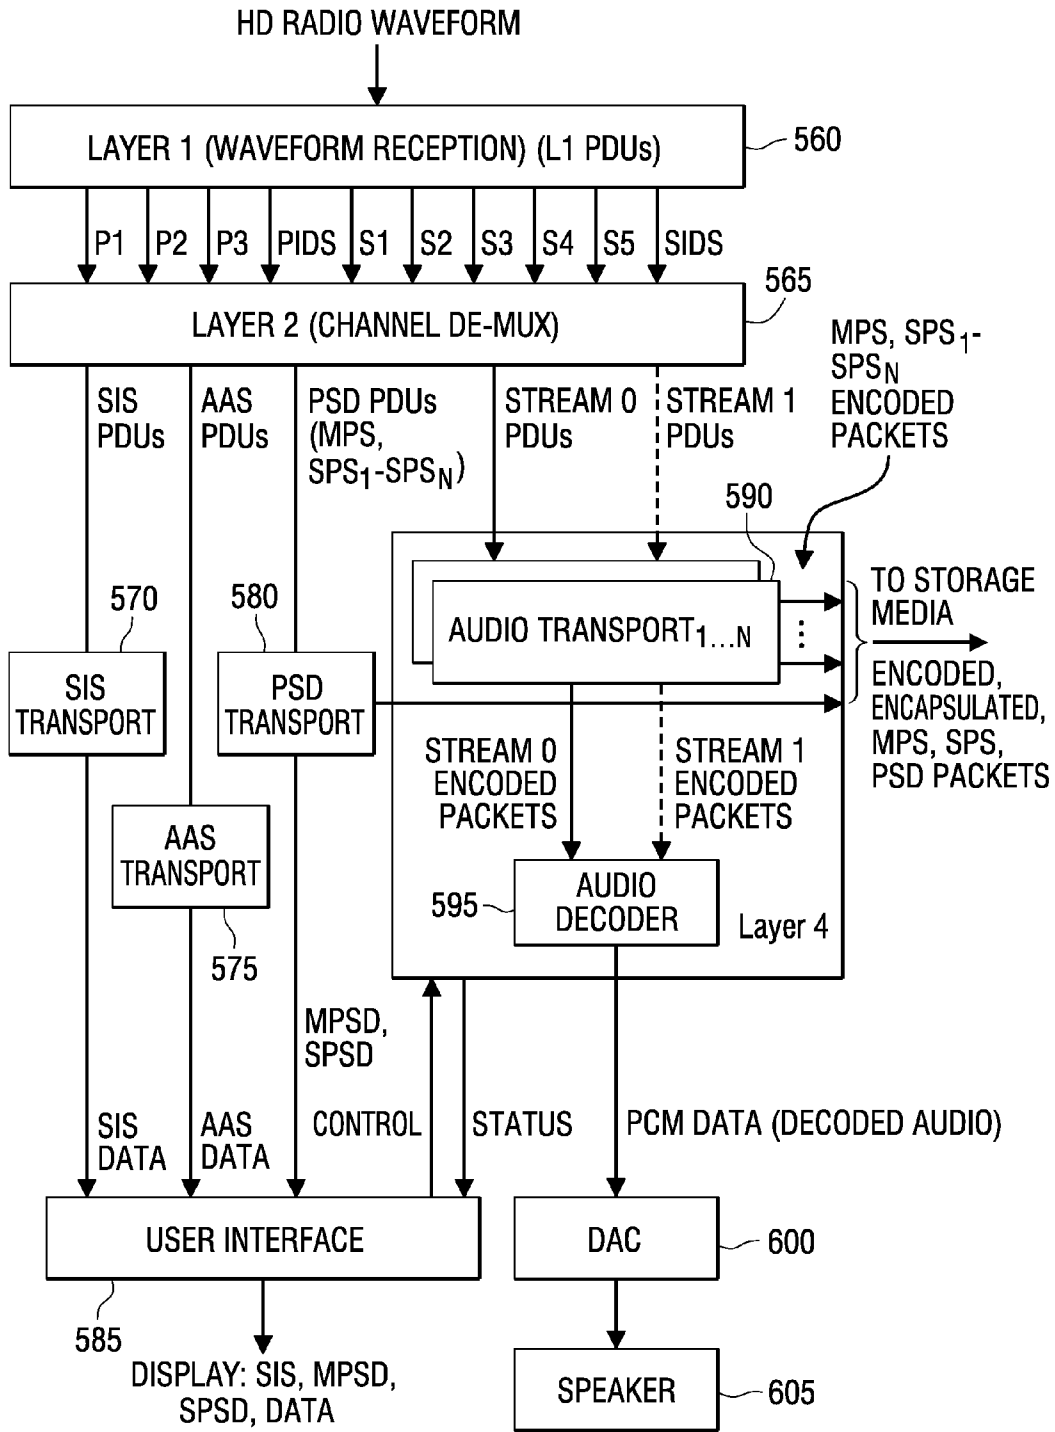 HD RADIO WAVEFORM
LAYER 1 (WAVEFORM RECEPTION) (L1 PDUs)
560
P1 P2 P3 PIDS S1 S2 S3 S4 S5 SIDS
565
LAYER 2 (CHANNEL DE-MUX)
MPS, SPS1-
SPSN
ENCODED
PACKETS
SIS
PDUs
AAS
PDUs
PSD PDUs
(MPS,
SPS1-SPSN)
STREAM 0
PDUs
STREAM 1
PDUs
590
570
580
AUDIO TRANSPORT1...N
TO STORAGE
MEDIA
ENCODED,
ENCAPSULATED,
MPS, SPS,
PSD PACKETS
SIS
TRANSPORT
PSD
TRANSPORT
STREAM 0
ENCODED
PACKETS
STREAM 1
ENCODED
PACKETS
AAS
TRANSPORT
575
595
AUDIO
DECODER
Layer 4
MPSD,
SPSD
SIS
DATA
AAS
DATA
CONTROL
STATUS
PCM DATA (DECODED AUDIO)
USER INTERFACE
585
DAC
600
DISPLAY: SIS, MPSD,
SPSD, DATA
SPEAKER
605